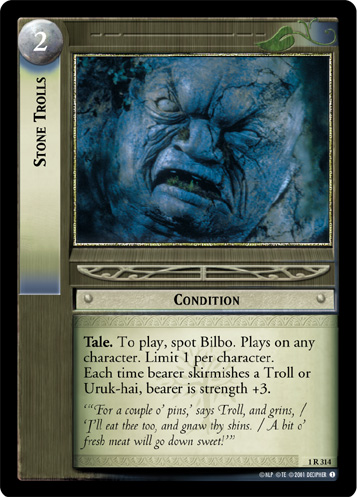 2
STONE TROLLS
CONDITION
Tale. To play, spot Bilbo. Plays on any
character. Limit 1 per character.
Each time bearer skirmishes a Troll or
Uruk-hai, bearer is strength +3.
‘“For a couple o’ pins,’ says Troll, and grins, /
‘I’ll eat thee too, and gnaw thy shins. / A bit o’
fresh meat will go down sweet!’”’
1 R 314
©NLP ™TE ©2001 DECIPHER